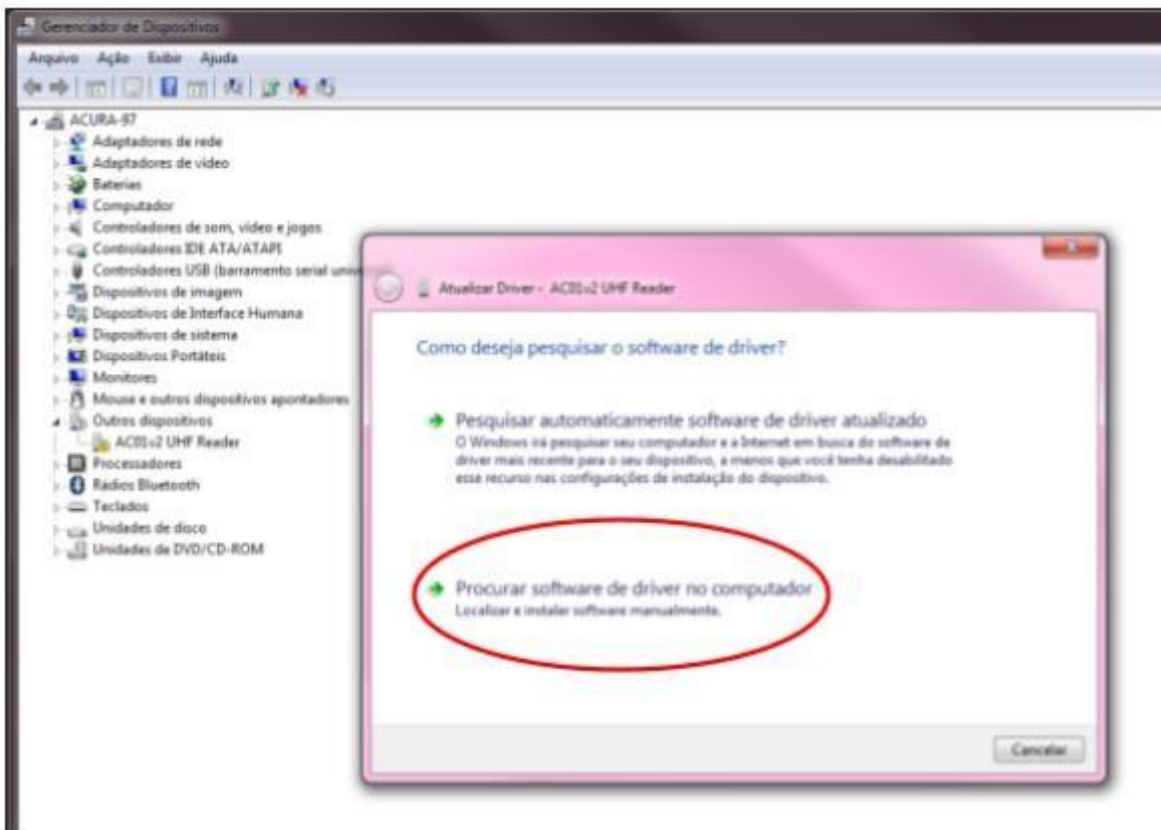 Gerenciador de Dispositivos
Arquivo Ação Exibir Ajuda
ACURA-97
Adaptadores de rede
Adaptadores de vídeo
Baterias
Computador
Controladores de som, vídeo e jogos
Controladores IDE ATA/ATAPI
Controladores USB (barramento serial
Dispositivos de imagem
Dispositivos de Interface Humana
Dispositivos de sistema
Dispositivos Portáteis
Monitores
Mouse e outros dispositivos apontadores
Outros dispositivos
AC01v2 UHF Reader
Processadores
Rádios Bluetooth
Teclados
Unidades de disco
Unidades de DVD/CD-ROM
Atualizar Driver - AC01v2 UHF Reader
Como deseja pesquisar o software de driver?
Pesquisar automaticamente software de driver atualizado
O Windows irá pesquisar seu computador e a Internet em busca do software de
driver mais recente para o seu dispositivo, a menos que você tenha desabilitado
esse recurso nas configurações de instalação do dispositivo.
Procurar software de driver no computador
Localizar e instalar software manualmente.
Cancelar